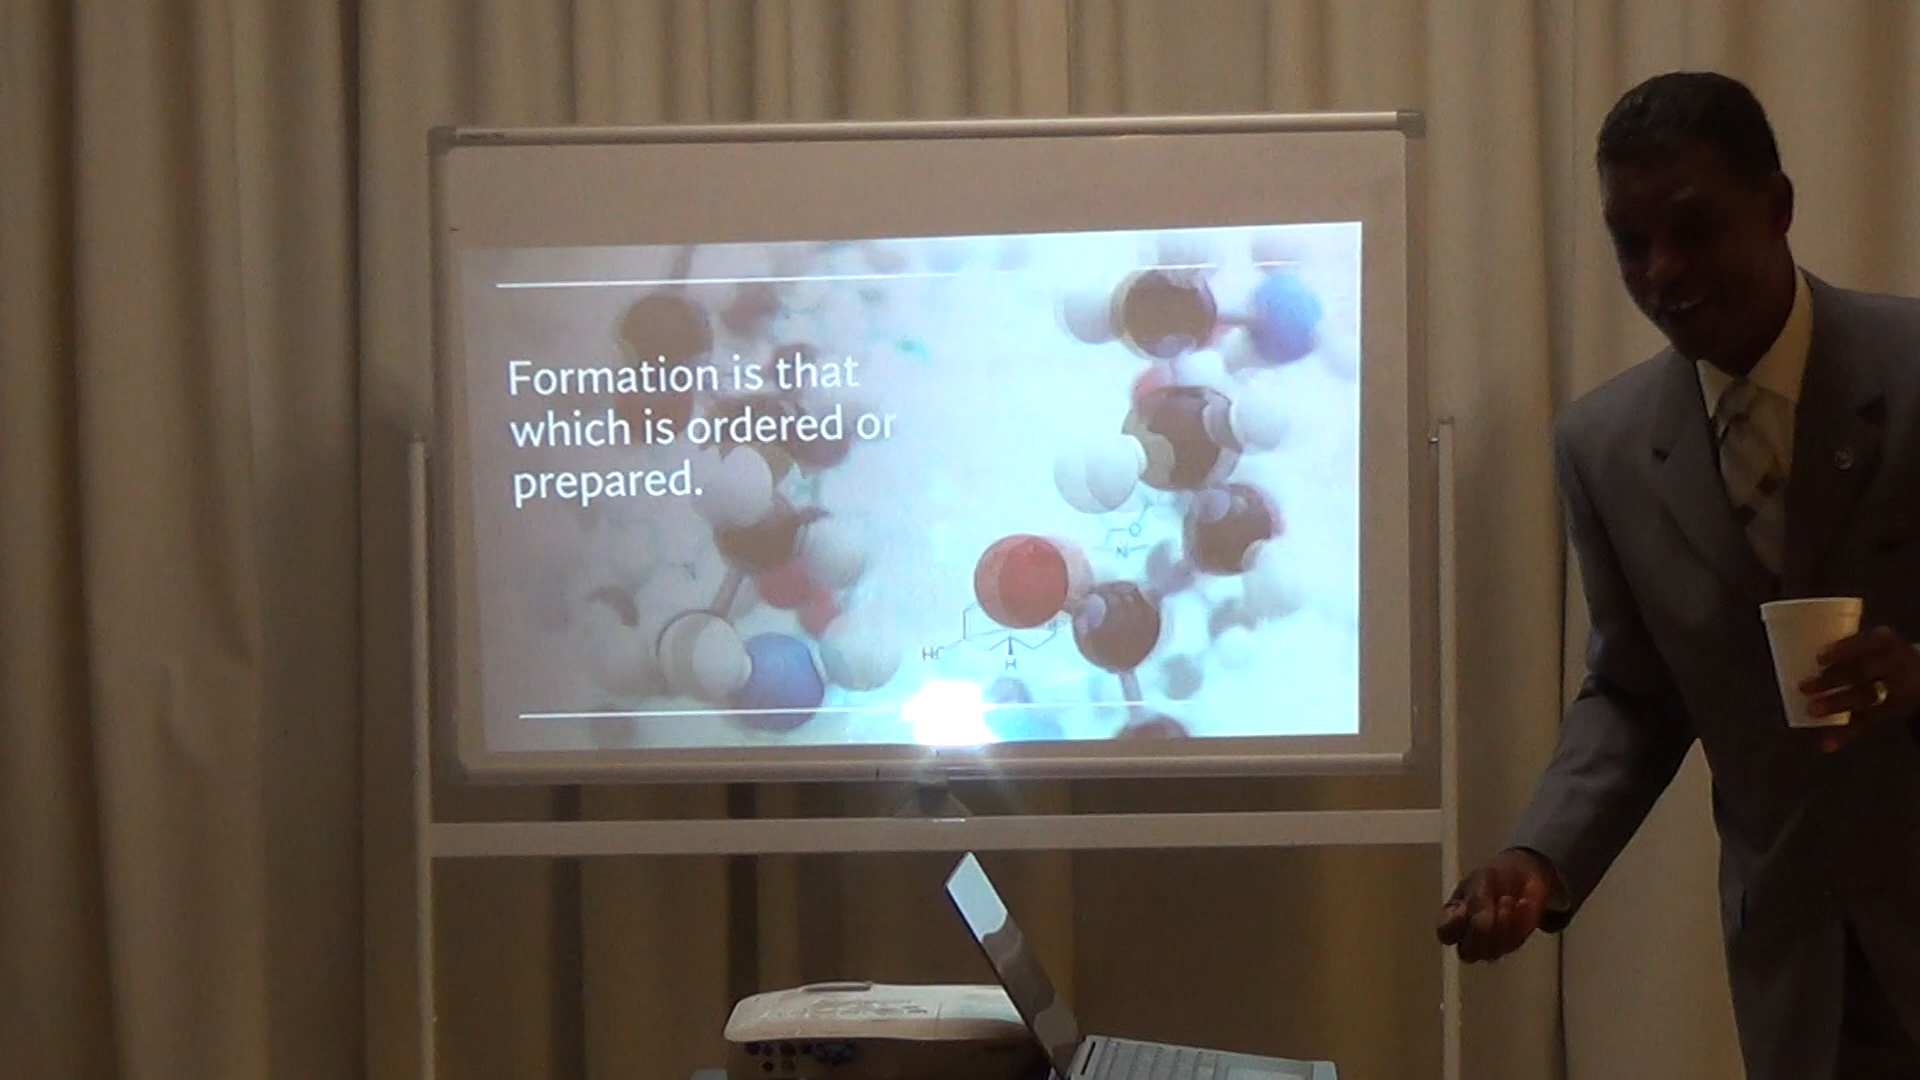 Formation is that
which is ordered or
prepared.
O
N
H
H